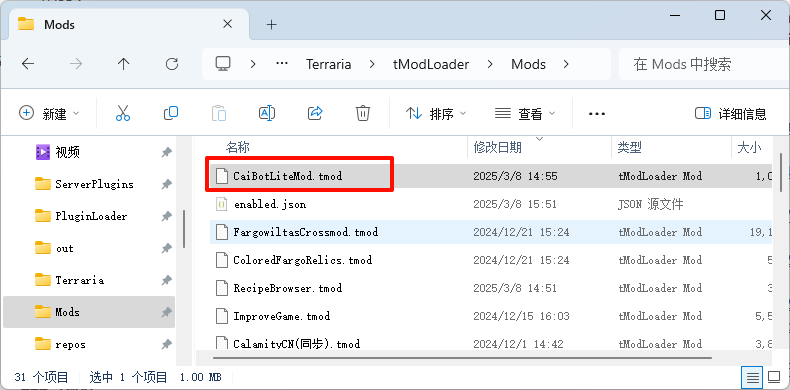 Mods
Terraria
tModLoader
Mods
在 Mods 中搜索
新建
排序
查看
详细信息
名称
修改日期
类型
大小
视频
ServerPlugins
PluginLoader
out
Terraria
Mods
repos
CaiBotLiteMod.tmod 2025/3/8 14:55 tModLoader Mod 1,0
enabled.json 2025/3/8 15:51 JSON 源文件
FargowiltasCrossmod.tmod 2024/12/21 15:24 tModLoader Mod 19,1
ColoredFargoRelics.tmod 2024/12/21 15:24 tModLoader Mod 5
RecipeBrowser.tmod 2025/3/8 14:51 tModLoader Mod 3
ImproveGame.tmod 2024/12/15 16:03 tModLoader Mod 5,5
CalamityCN(同步).tmod 2024/12/1 14:42 tModLoader Mod 3,8
31 个项目 选中 1 个项目 1.00 MB